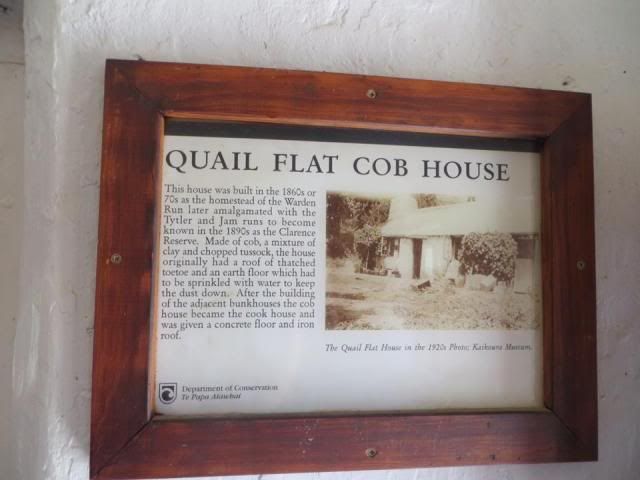 QUAIL FLAT COB HOUSE
This house was built in the 1860s or
70s as the homestead of the Warden
Run later amalgamated with the
Tytler and Jam runs to become
known in the 1890s as the Clarence
Reserve. Made of cob, a mixture of
clay and chopped tussock, the house
originally had a roof of thatched
toetoe and an earth floor which had
to be sprinkled with water to keep
the dust down. After the building
of the adjacent bunkhouses the cob
house became the cook house and
was given a concrete floor and iron
roof.
The Quail Flat House in the 1920s Photo; Kaikoura Museum.
Department of Conservation
Te Papa Atawhai